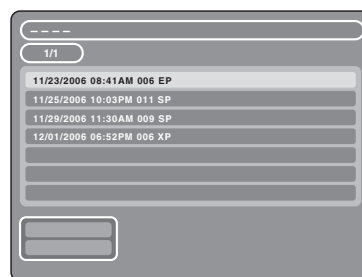 – – – –
1/1
11/23/2006 08:41AM 006 EP
11/25/2006 10:03PM 011 SP
11/29/2006 11:30AM 009 SP
12/01/2006 06:52PM 006 XP